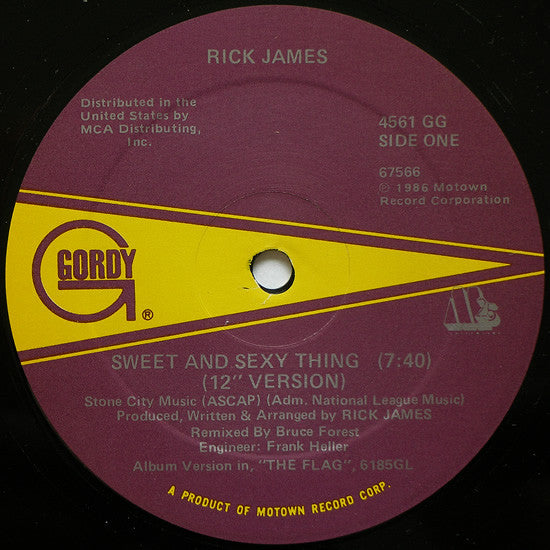 RICK JAMES
Distributed in the
United States by
MCA Distributing,
Inc.
4561 GG
SIDE ONE
67566
℗ 1986 Motown
Record Corporation
GORDY
®
SWEET AND SEXY THING (7:40)
(12" VERSION)
Stone City Music (ASCAP) (Adm. National League Music)
Produced, Written & Arranged by RICK JAMES
Remixed By Bruce Forest
Engineer: Frank Heller
Album Version in, "THE FLAG", 6185GL
A PRODUCT OF MOTOWN RECORD CORP.